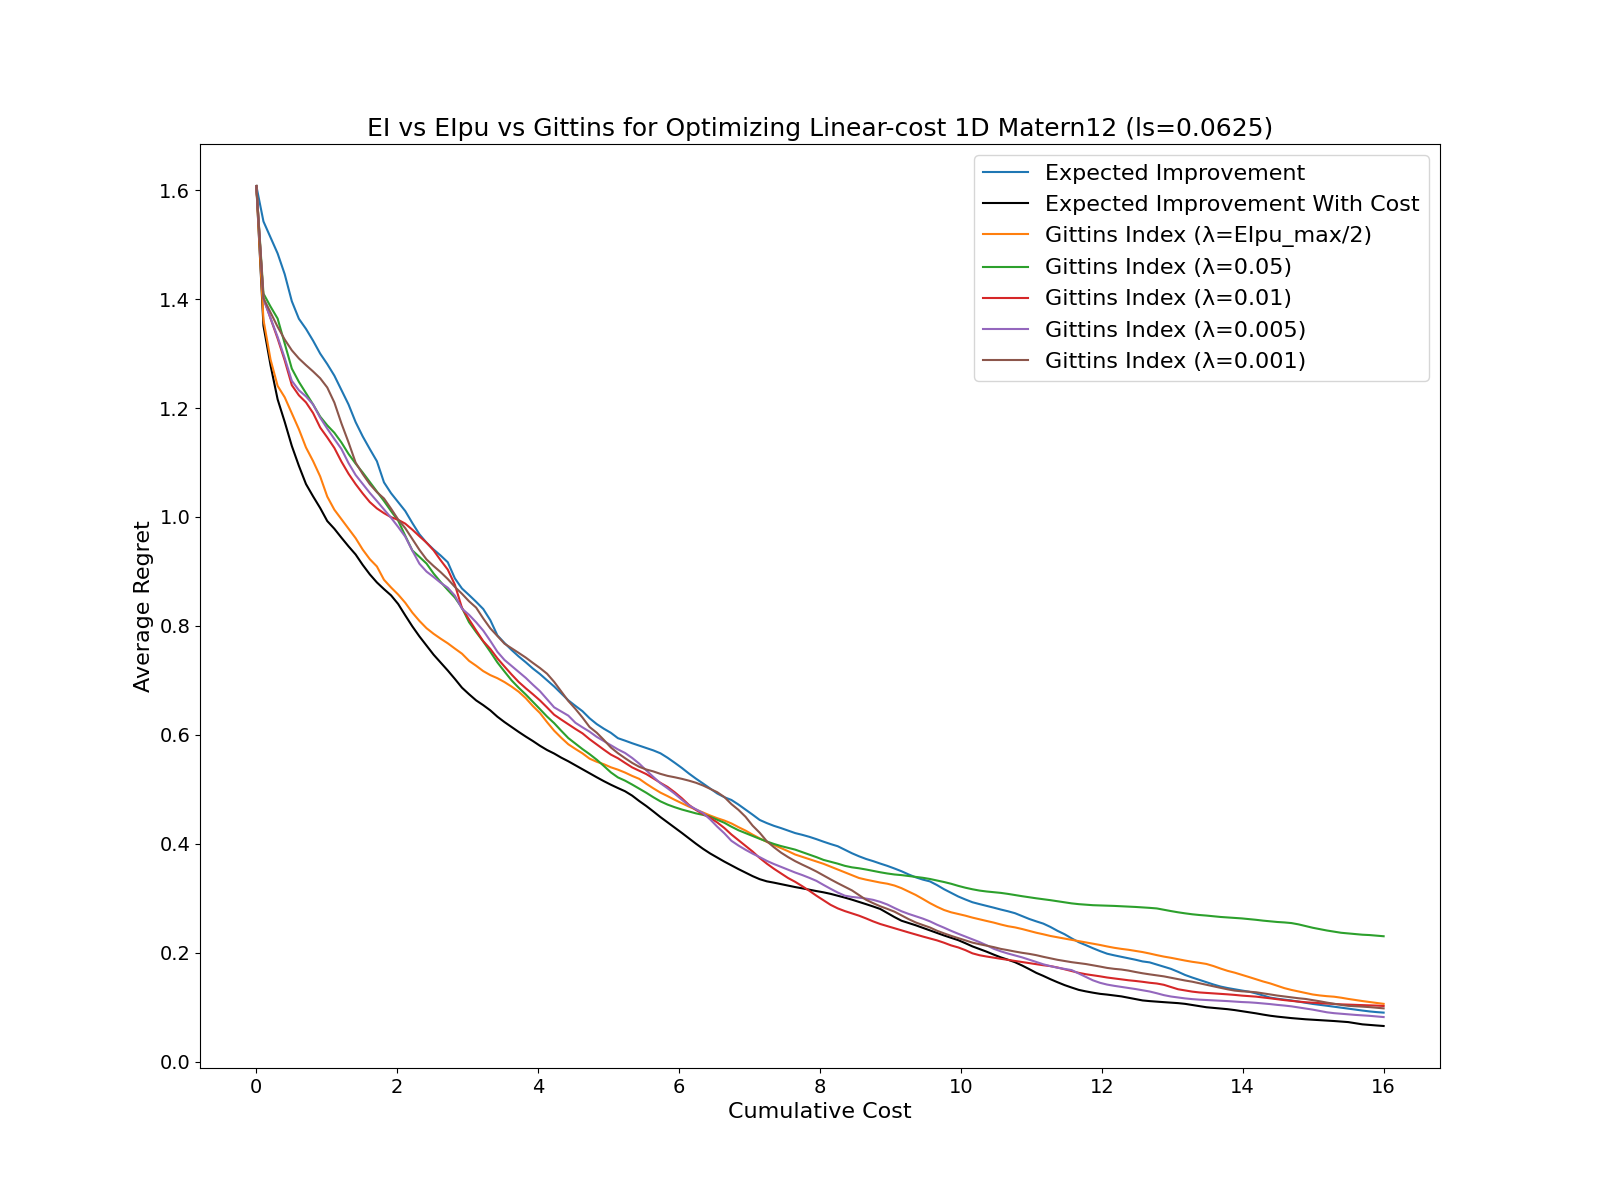 EI vs EIpu vs Gittins for Optimizing Linear-cost 1D Matern12 (ls=0.0625)
Expected Improvement
Expected Improvement With Cost
Gittins Index (λ=EIpu_max/2)
Gittins Index (λ=0.05)
Gittins Index (λ=0.01)
Gittins Index (λ=0.005)
Gittins Index (λ=0.001)
Average Regret
1.6
1.4
1.2
1.0
0.8
0.6
0.4
0.2
0.0
0 2 4 6 8 10 12 14 16
Cumulative Cost